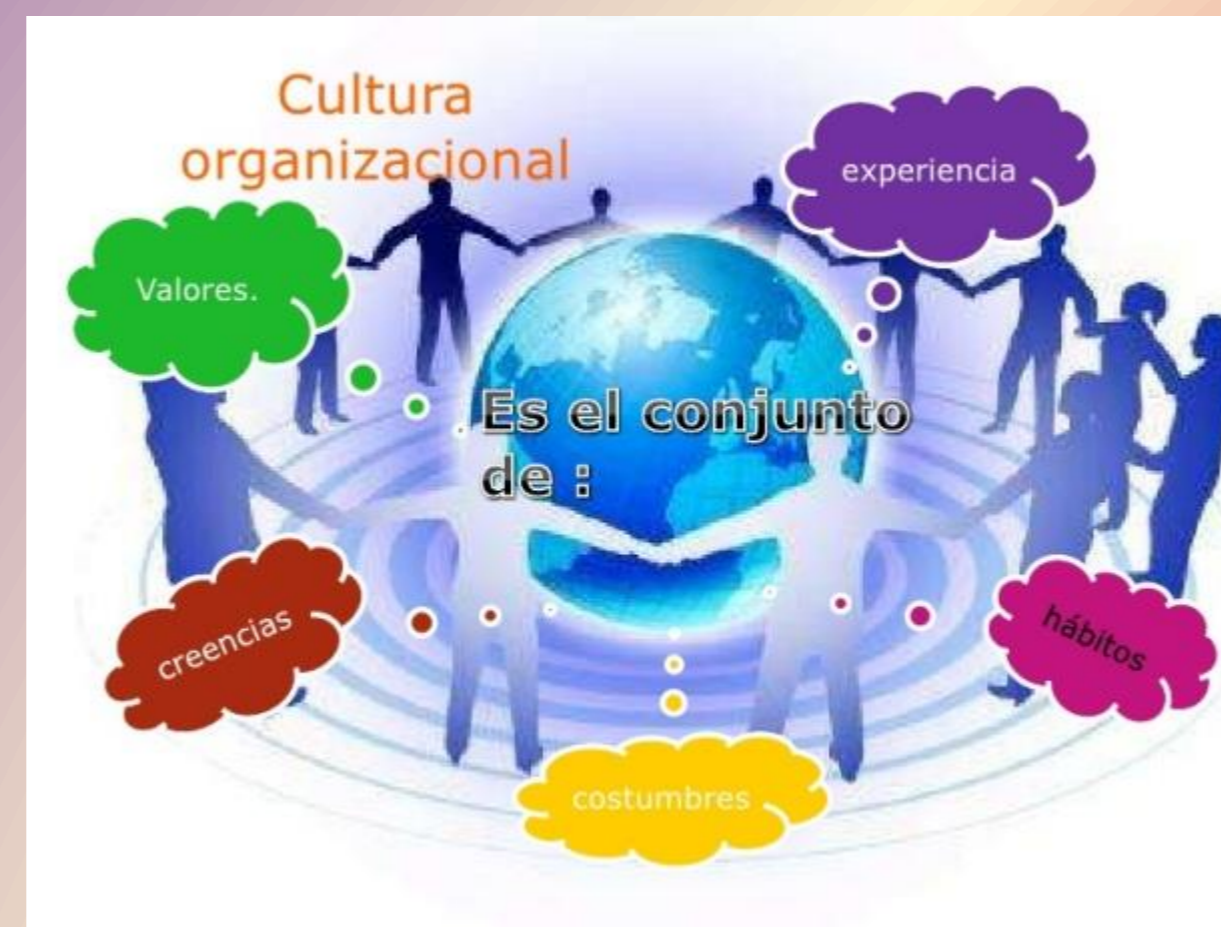 Cultura
organizacional
experiencia
Valores.
Es el conjunto
de :
creencias
hábitos
costumbres